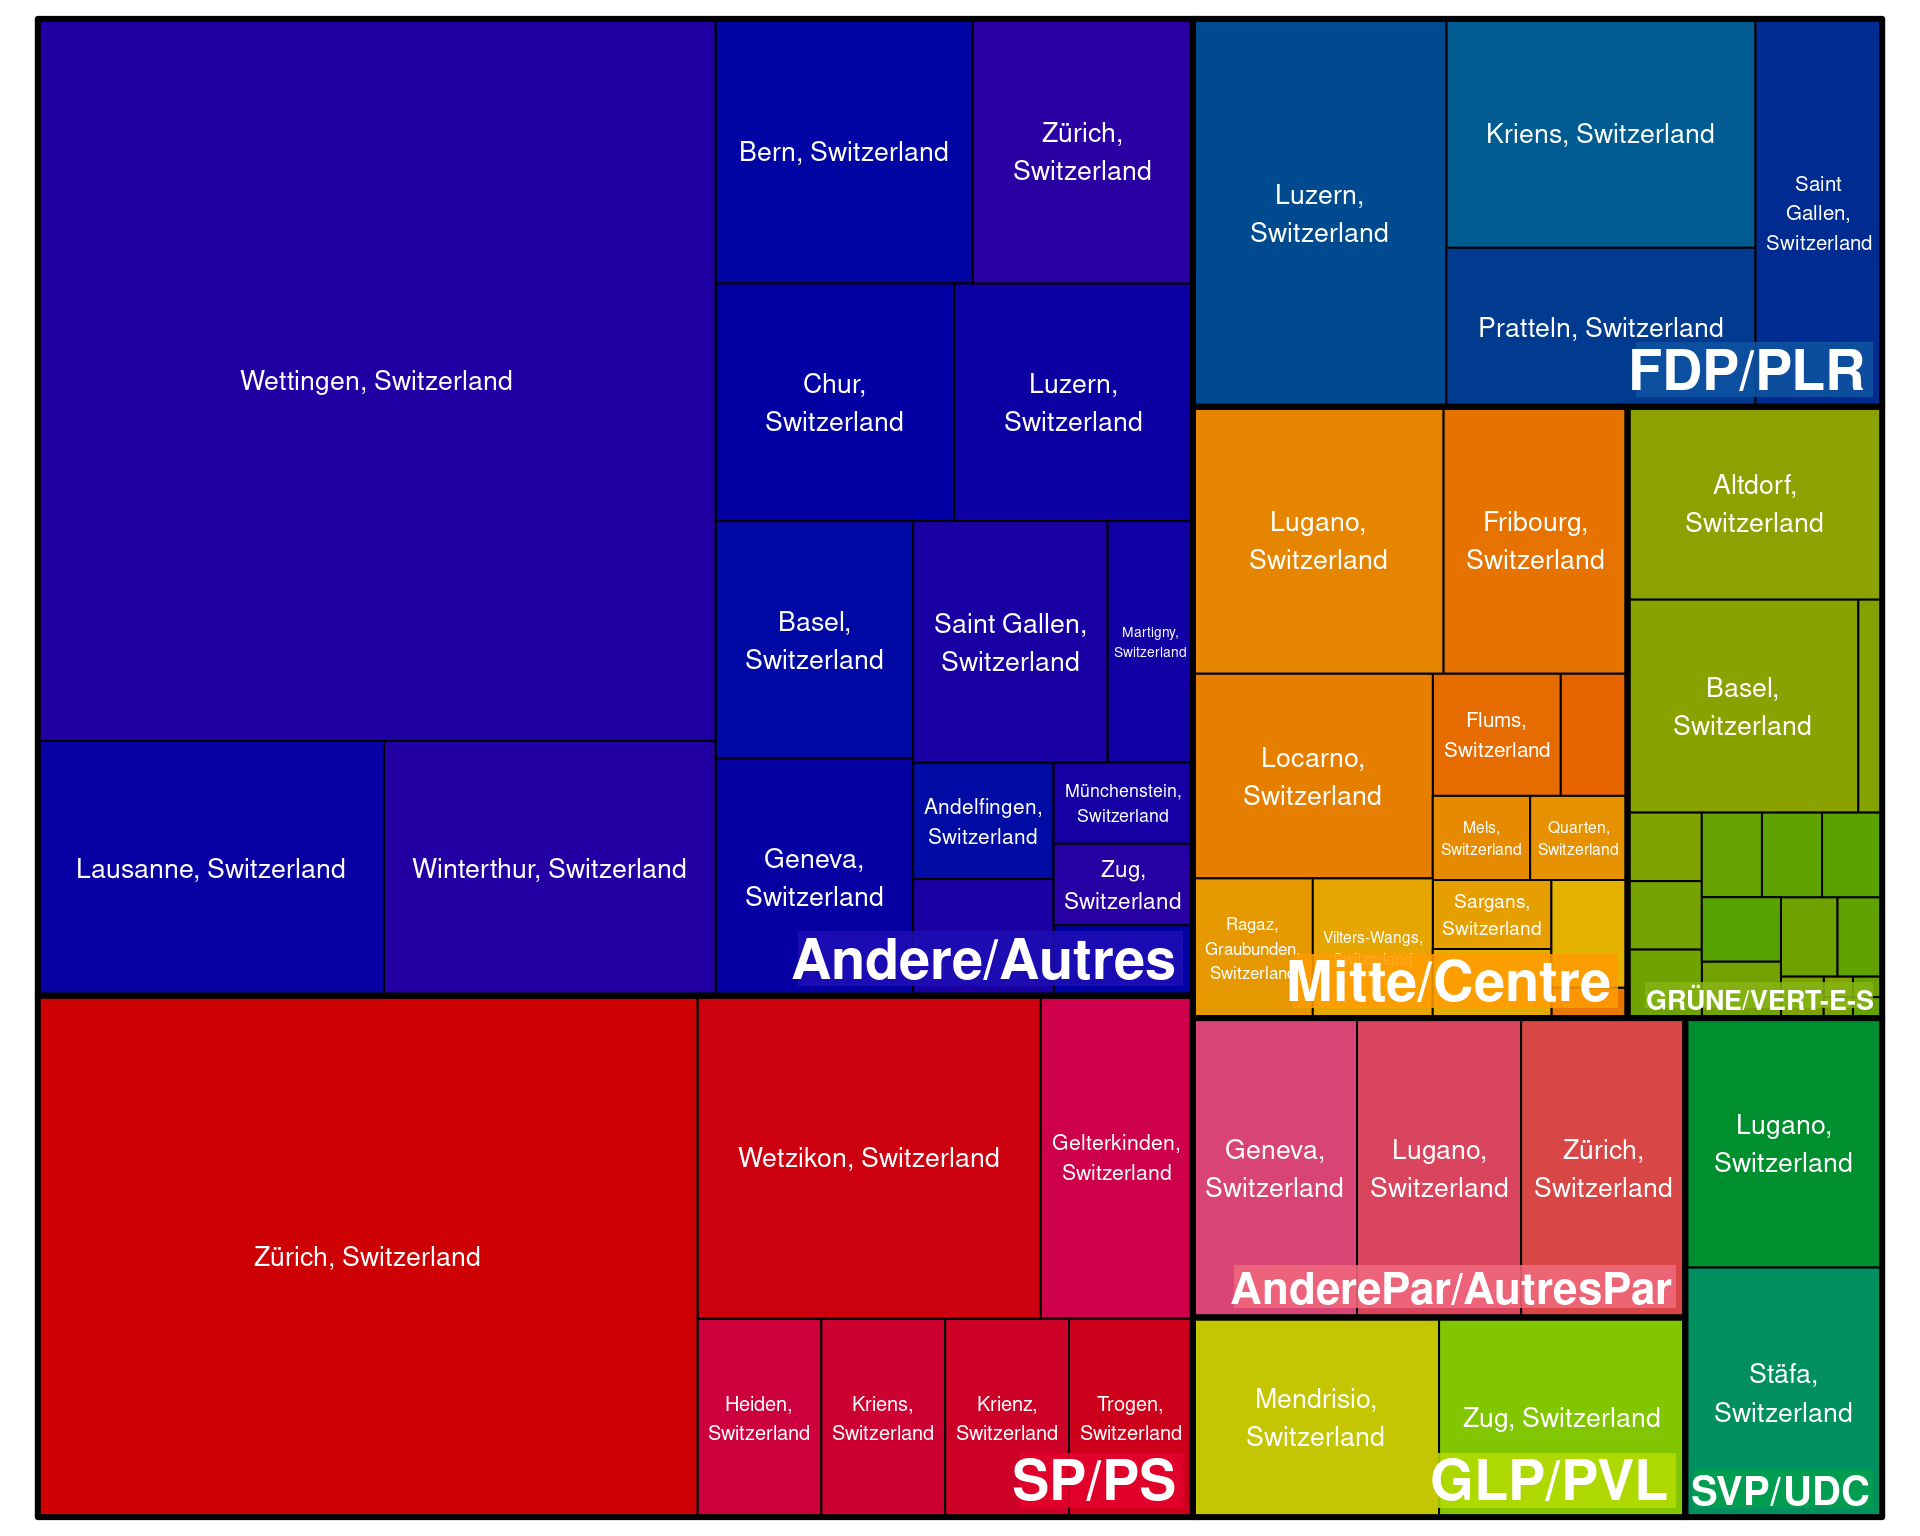 Wettingen, Switzerland
Lausanne, Switzerland
Winterthur, Switzerland
Bern, Switzerland
Zürich,
Switzerland
Chur,
Switzerland
Luzern,
Switzerland
Basel,
Switzerland
Saint Gallen,
Switzerland
Martigny,
Switzerland
Geneva,
Switzerland
Andelfingen,
Switzerland
Münchenstein,
Switzerland
Zug,
Switzerland
Andere/Autres
Zürich, Switzerland
Wetzikon, Switzerland
Gelterkinden,
Switzerland
Heiden,
Switzerland
Kriens,
Switzerland
Krienz,
Switzerland
Trogen,
Switzerland
SP/PS
Luzern,
Switzerland
Kriens, Switzerland
Pratteln, Switzerland
Saint
Gallen,
Switzerland
FDP/PLR
Lugano,
Switzerland
Fribourg,
Switzerland
Locarno,
Switzerland
Flums,
Switzerland
Mels,
Switzerland
Quarten,
Switzerland
Ragaz,
Graubunden,
Switzerland
Vilters-Wangs,
Switzerland
Sargans,
Switzerland
Mitte/Centre
Altdorf,
Switzerland
Basel,
Switzerland
GRÜNE/VERT-E-S
Geneva,
Switzerland
Lugano,
Switzerland
Zürich,
Switzerland
AnderePar/AutresPar
Mendrisio,
Switzerland
Zug, Switzerland
GLP/PVL
Lugano,
Switzerland
Stäfa,
Switzerland
SVP/UDC